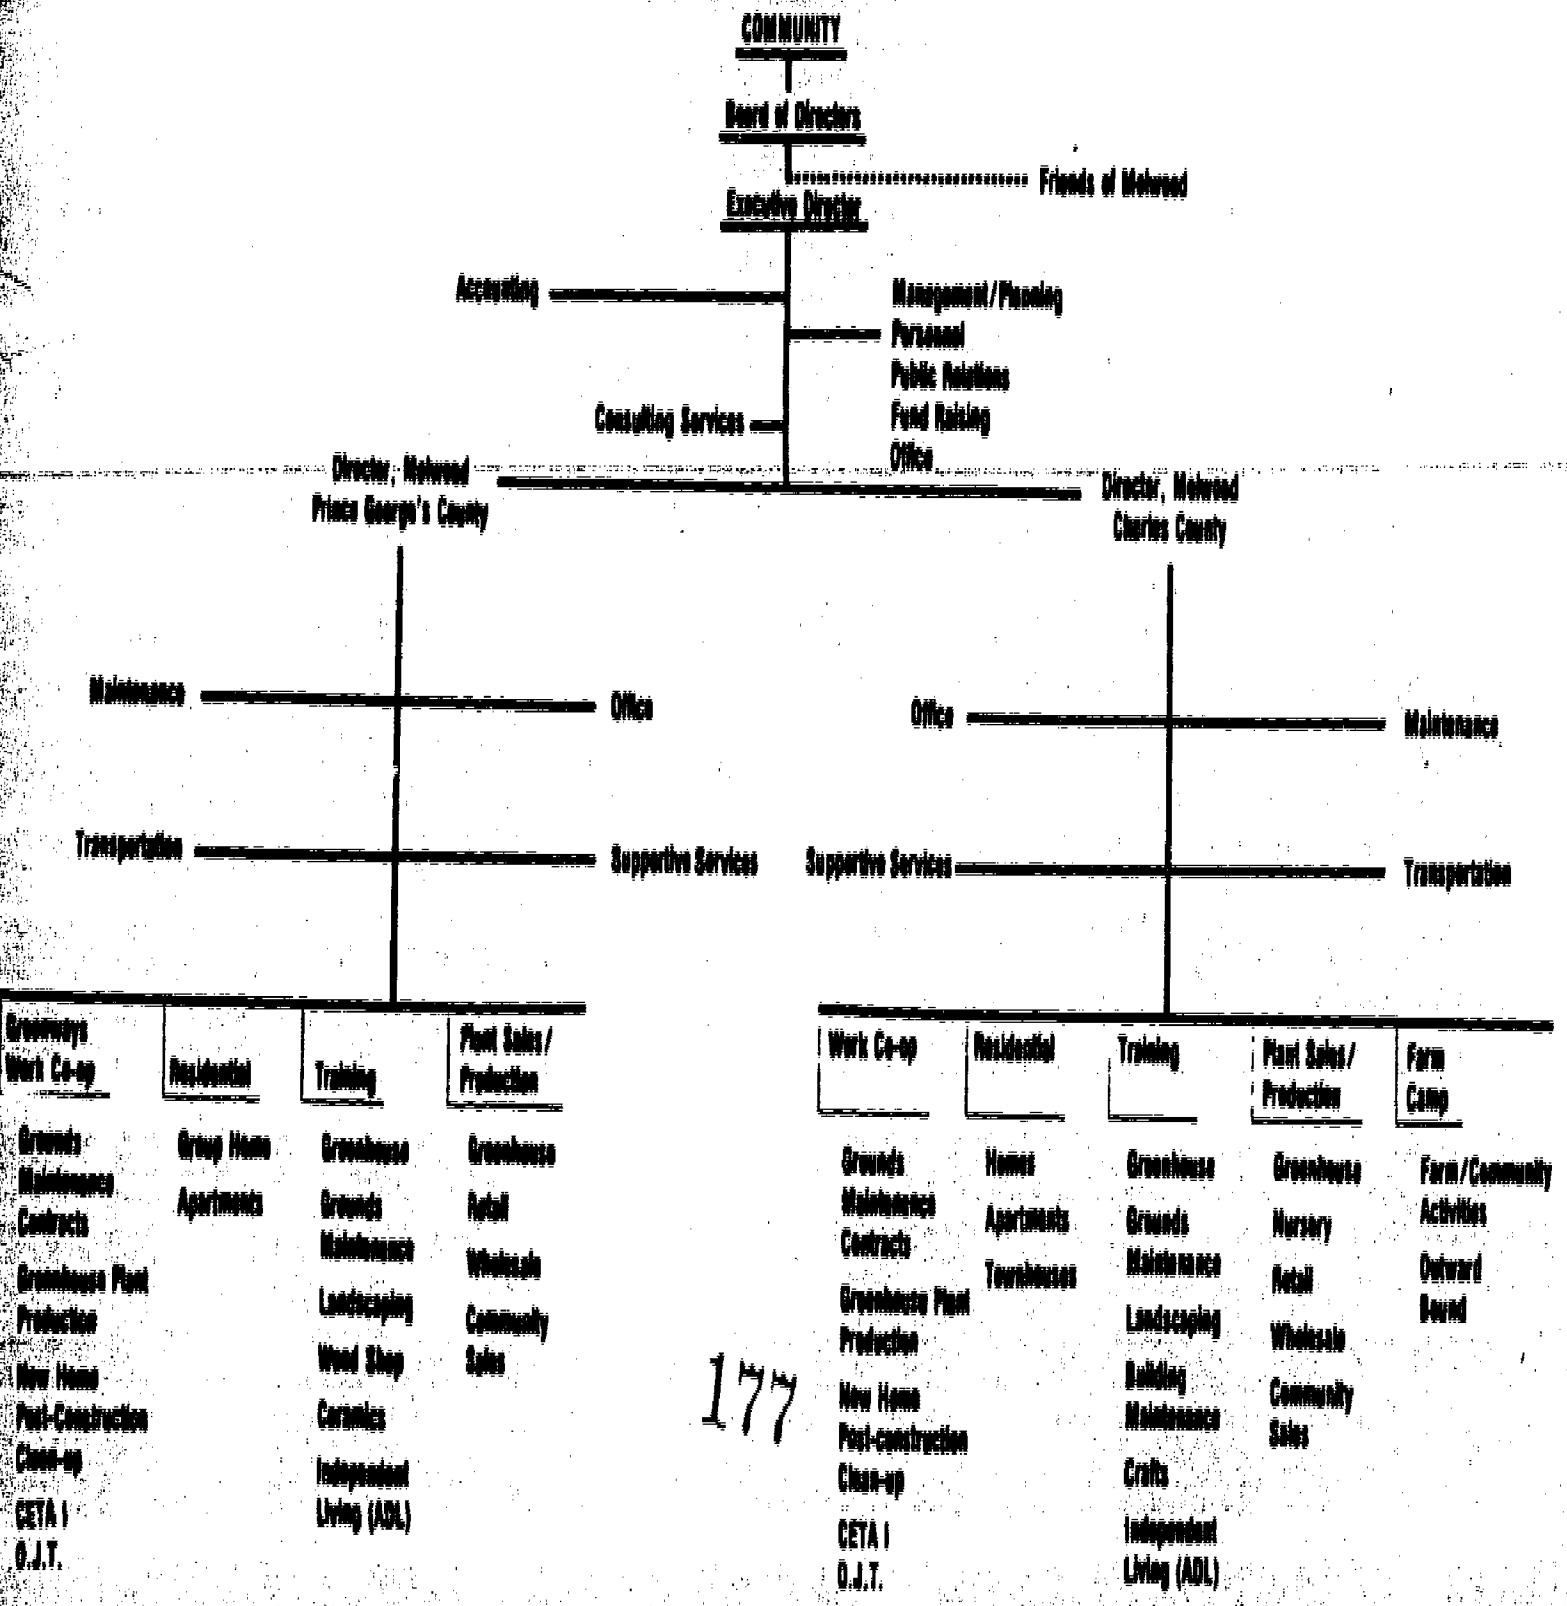 COMMUNITY
Board of Directors
Friends of Melwood
Executive Director
Accounting
Management/Planning
Personnel
Public Relations
Fund Raising
Office
Consulting Services
Director, Melwood
Prince George's County
Director, Melwood
Charles County
Maintenance
Office
Office
Maintenance
Transportation
Supportive Services
Supportive Services
Transportation
Greenways
Work Co-op
Grounds
Maintenance
Contracts
Greenhouse Plant
Production
New Home
Post-Construction
Clean-up
CETA I
O.J.T.
Residential
Group Home
Apartments
Training
Greenhouse
Grounds
Maintenance
Landscaping
Wood Shop
Ceramics
Independent
Living (ADL)
Plant Sales/
Production
Greenhouse
Retail
Wholesale
Community
Sales
Work Co-op
Grounds
Maintenance
Contracts
Greenhouse Plant
Production
New Home
Post-construction
Clean-up
CETA I
O.J.T.
Residential
Homes
Apartments
Townhouses
Training
Greenhouse
Grounds
Maintenance
Landscaping
Building
Maintenance
Crafts
Independent
Living (ADL)
Plant Sales/
Production
Greenhouse
Nursery
Retail
Wholesale
Community
Sales
Farm
Camp
Farm/Community
Activities
Outward
Bound
177